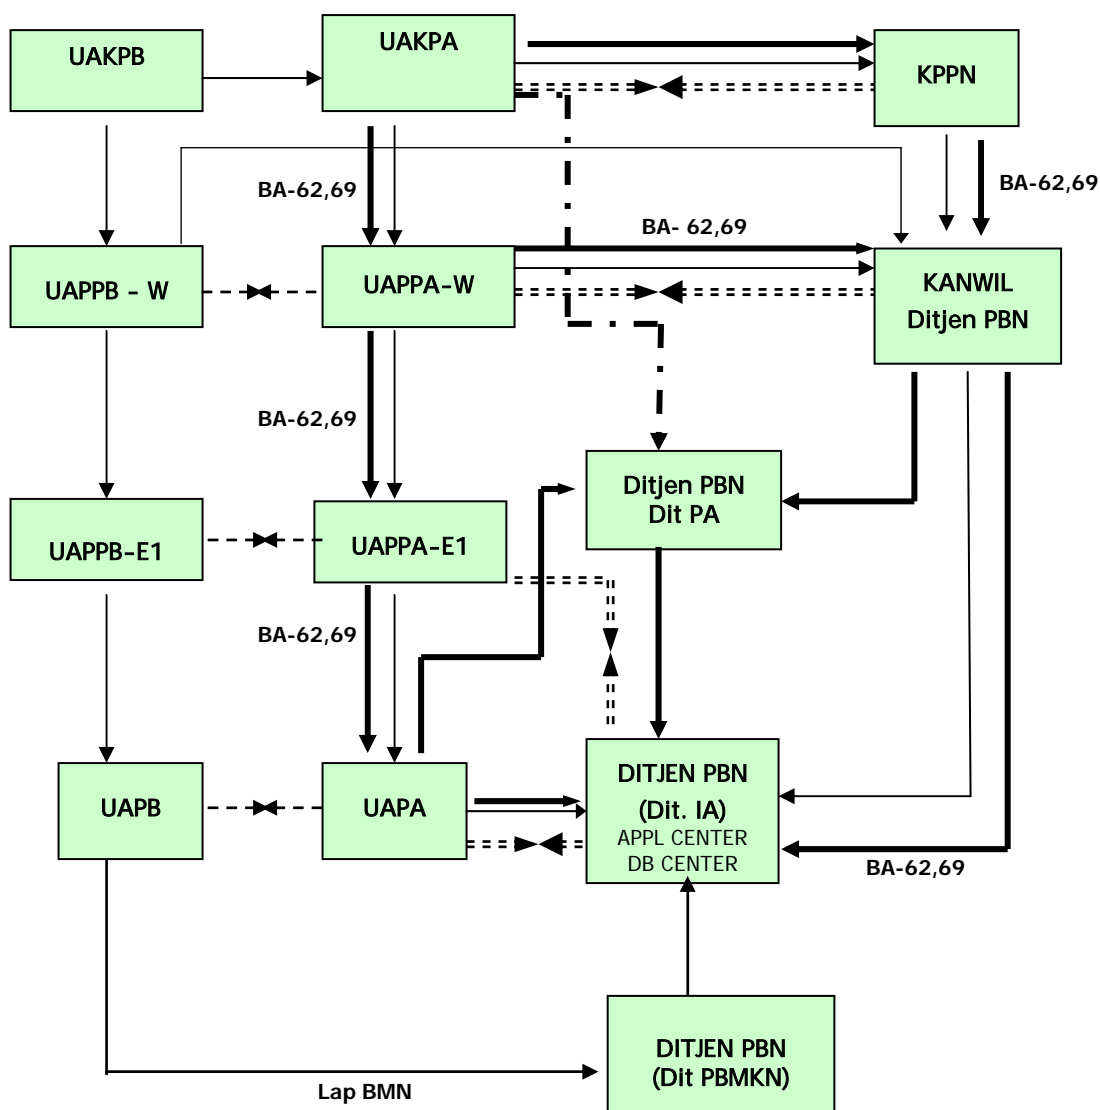 UAKPB
UAKPA
KPPN
BA-62,69
BA-62,69
BA- 62,69
UAPPB - W
UAPPA-W
KANWIL
Ditjen PBN
BA-62,69
Ditjen PBN
Dit PA
UAPPB-E1
UAPPA-E1
BA-62,69
UAPB
UAPA
DITJEN PBN
(Dit. IA)
APPL CENTER
DB CENTER
BA-62,69
DITJEN PBN
(Dit PBMKN)
Lap BMN